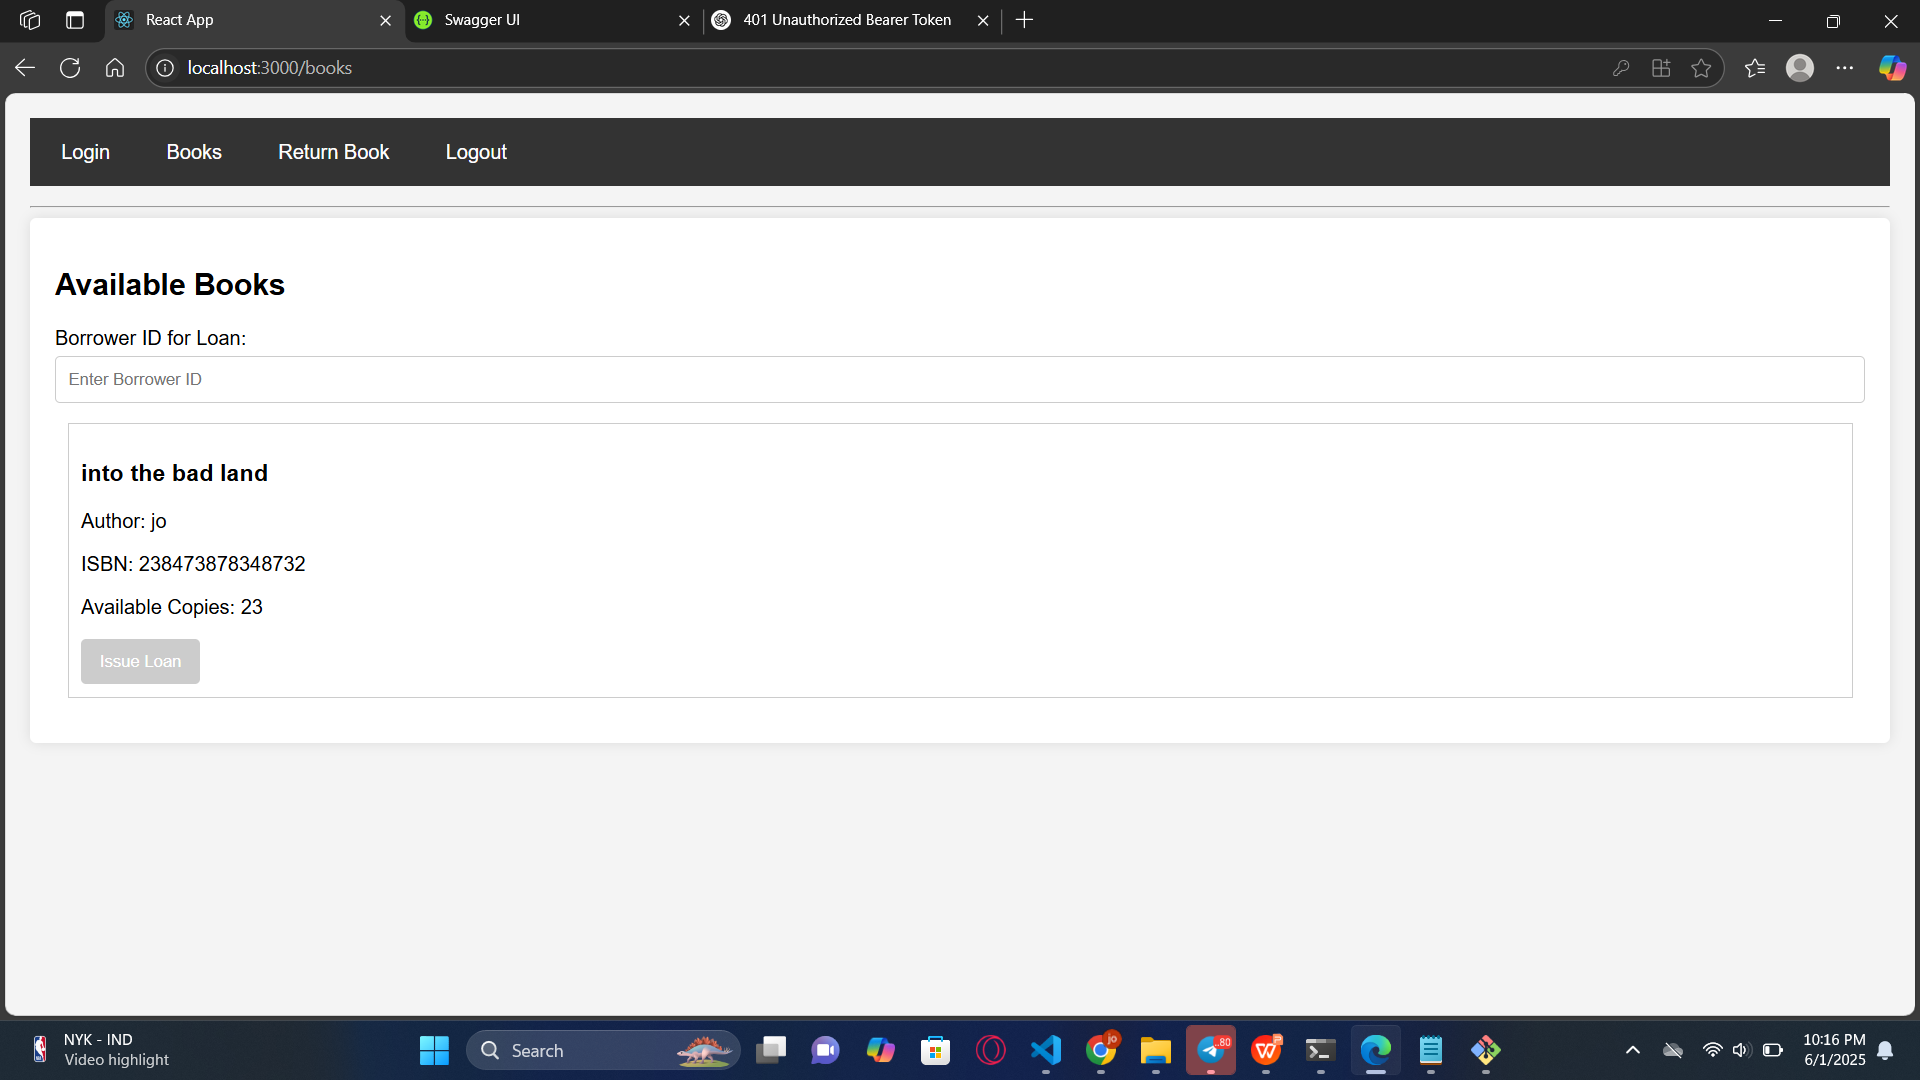 React App
Swagger UI
401 Unauthorized Bearer Token
localhost:3000/books
Login
Books
Return Book
Logout
Available Books
Borrower ID for Loan:
Enter Borrower ID
into the bad land
Author: jo
ISBN: 238473878348732
Available Copies: 23
Issue Loan
NYK - IND
Video highlight
Search
jo
.80
10:16 PM
6/1/2025